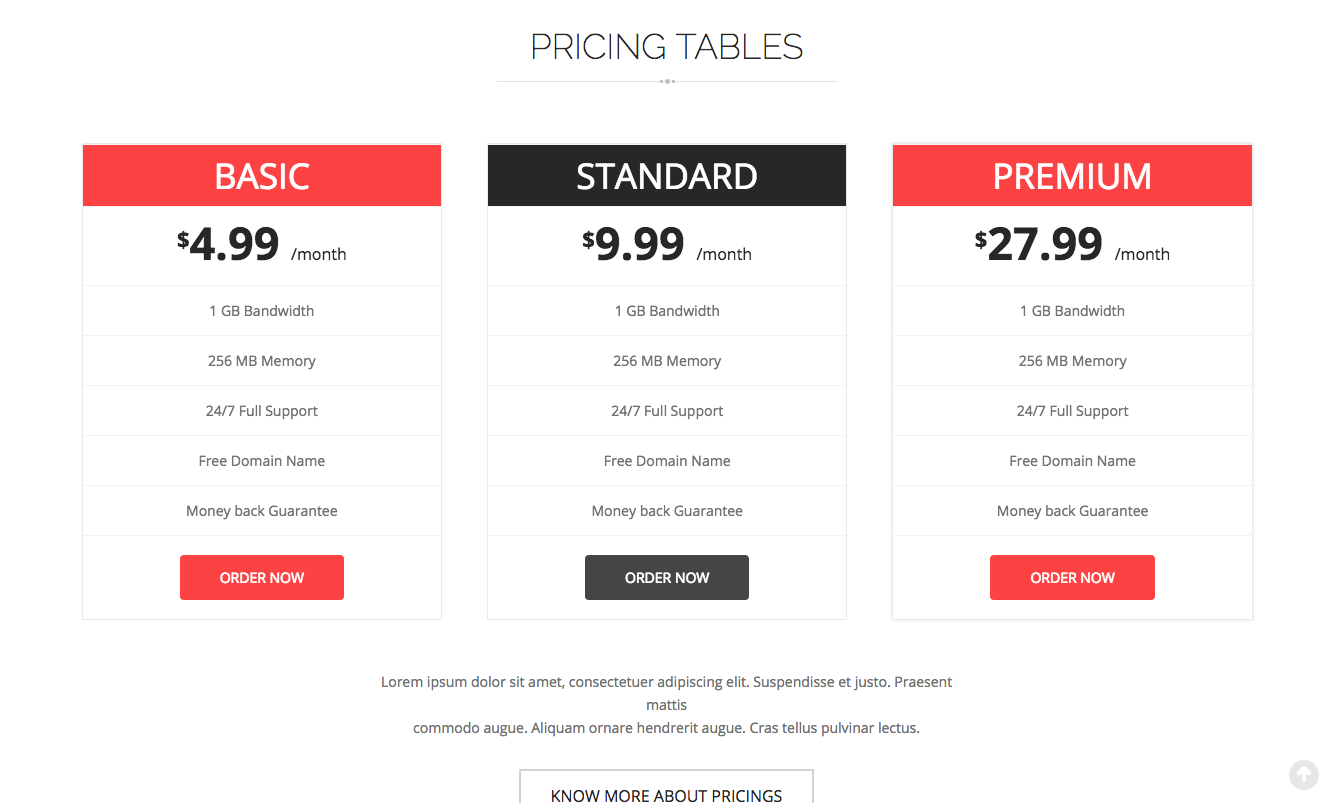 PRICING TABLES
BASIC
$4.99 /month
1 GB Bandwidth
256 MB Memory
24/7 Full Support
Free Domain Name
Money back Guarantee
ORDER NOW
STANDARD
$9.99 /month
1 GB Bandwidth
256 MB Memory
24/7 Full Support
Free Domain Name
Money back Guarantee
ORDER NOW
PREMIUM
$27.99 /month
1 GB Bandwidth
256 MB Memory
24/7 Full Support
Free Domain Name
Money back Guarantee
ORDER NOW
Lorem ipsum dolor sit amet, consectetuer adipiscing elit. Suspendisse et justo. Praesent
mattis
commodo augue. Aliquam ornare hendrerit augue. Cras tellus pulvinar lectus.
KNOW MORE ABOUT PRICINGS